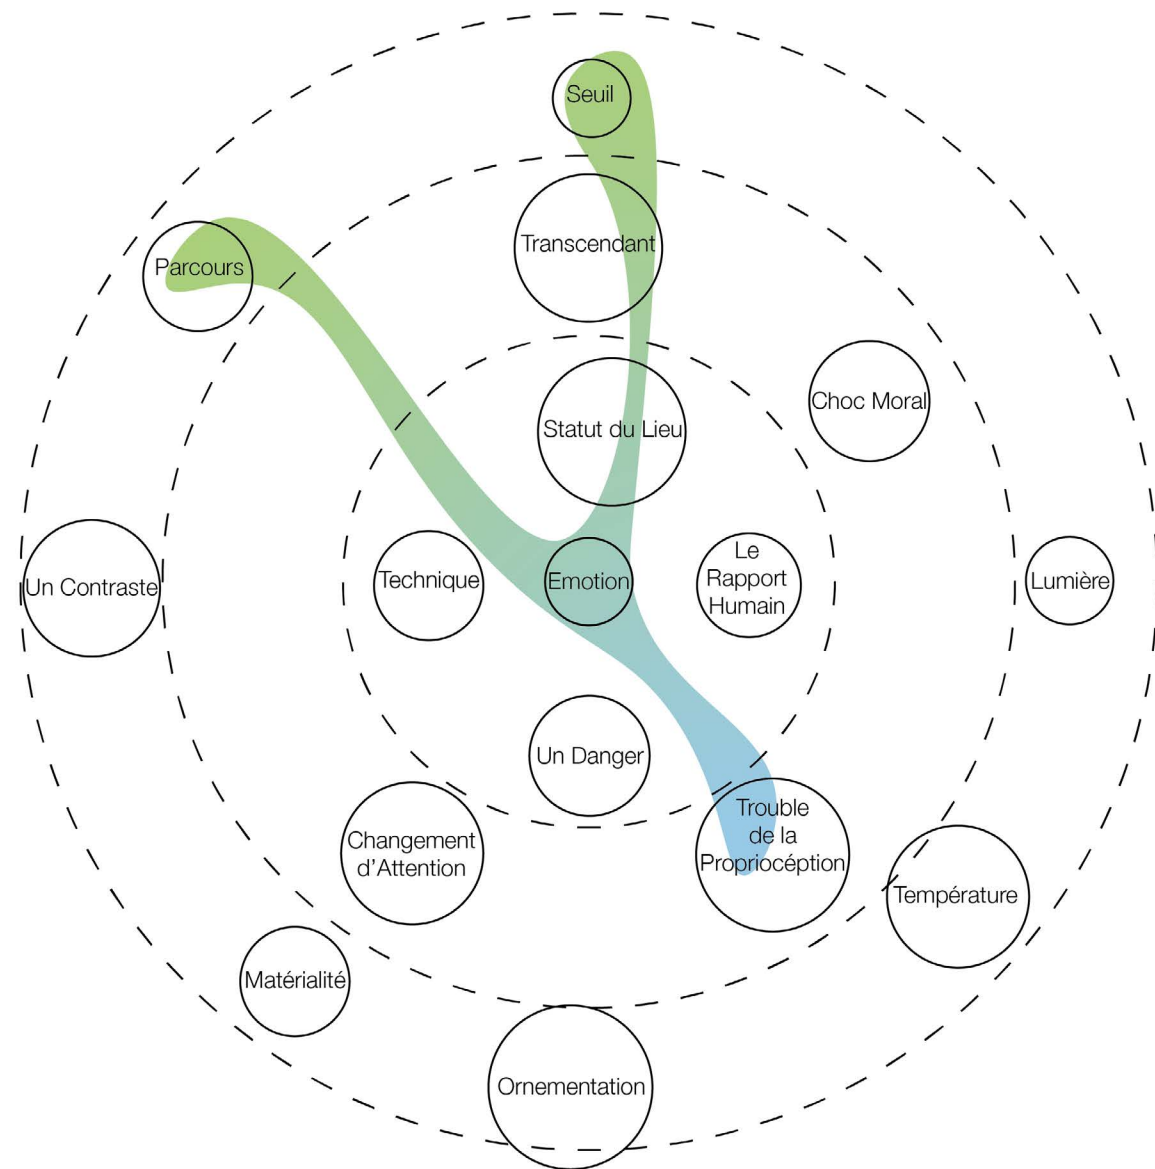 Seuil
Transcendant
Parcours
Choc Moral
Statut du Lieu
Un Contraste
Technique
Emotion
Le
Rapport
Humain
Lumière
Un Danger
Changement
d'Attention
Trouble
de la
Propriocéption
Température
Matérialité
Ornementation